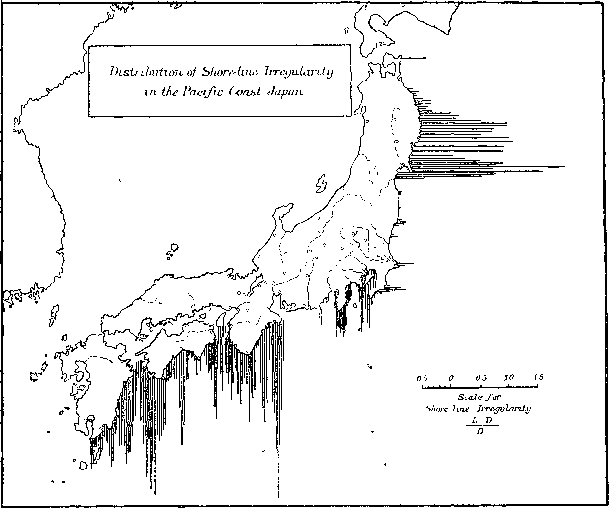 Distribution of Shore-line Irregularity
in the Pacific Coast Japan
0.5 0 0.5 1.0 1.5
Scale for
Shore line Irregularity
L D
D